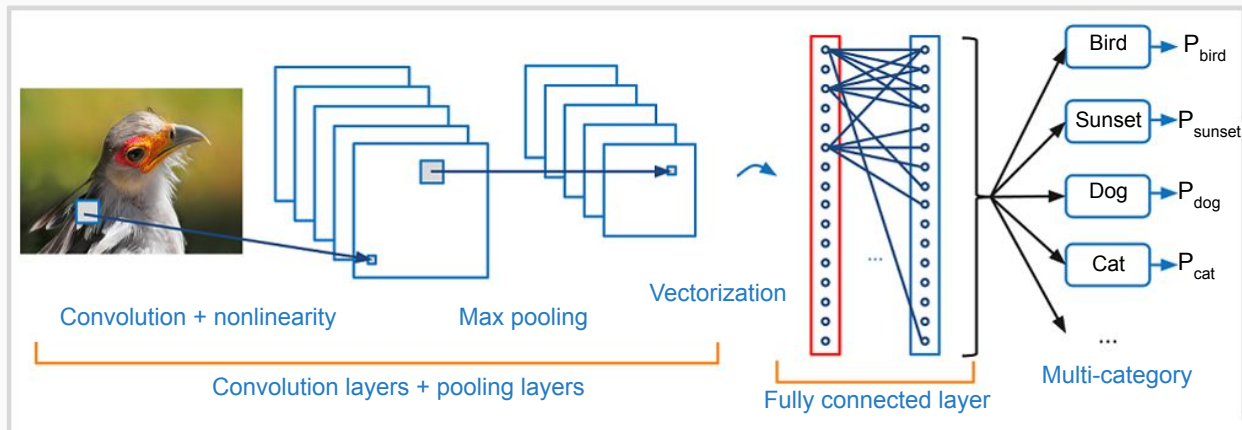 Bird
P_bird
Sunset
P_sunset
Dog
P_dog
Cat
P_cat
...
...
Vectorization
Convolution + nonlinearity
Max pooling
Convolution layers + pooling layers
Fully connected layer
Multi-category